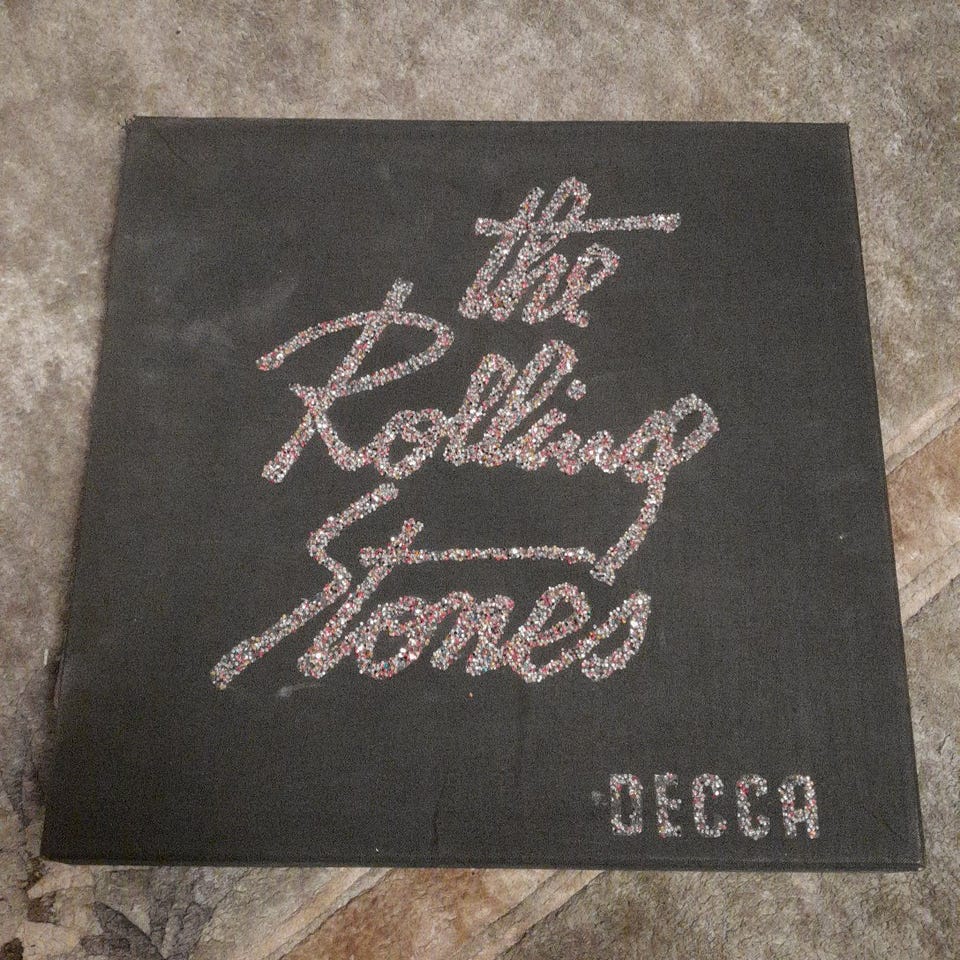 the
Rolling
Stones
DECCA